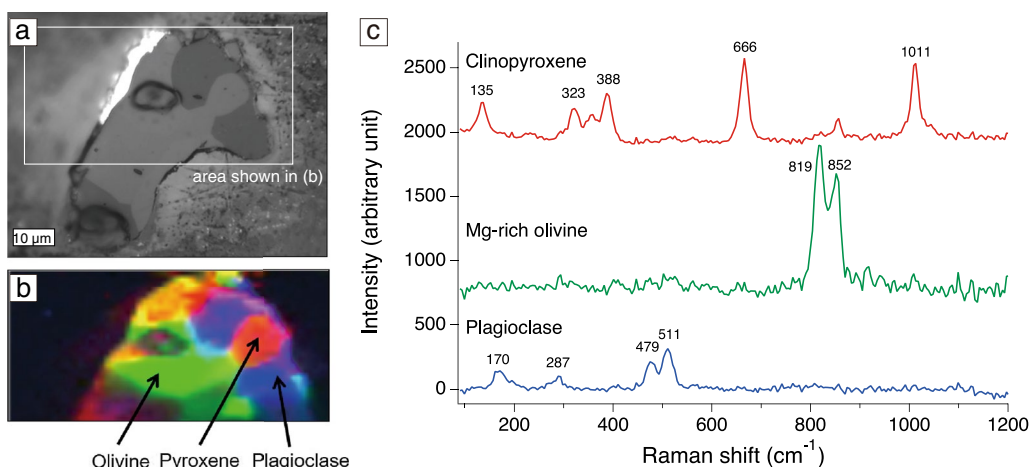 a
area shown in (b)
10 µm
b
Olivine Pyroxene Plagioclase
c
Intensity (arbitrary unit)
2500
2000
1500
1000
500
0
Clinopyroxene
135
323
388
666
1011
Mg-rich olivine
819
852
Plagioclase
170
287
479
511
200 400 600 800 1000 1200
Raman shift (cm⁻¹)